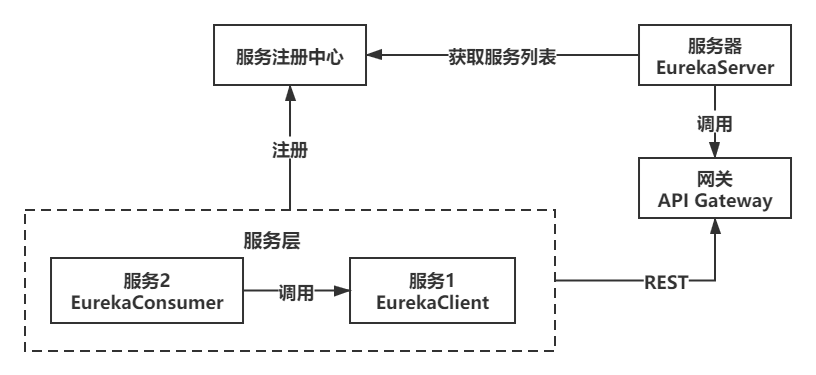 服务注册中心
获取服务列表
服务器
EurekaServer
调用
注册
网关
API Gateway
服务层
服务2
EurekaConsumer
调用
服务1
EurekaClient
REST